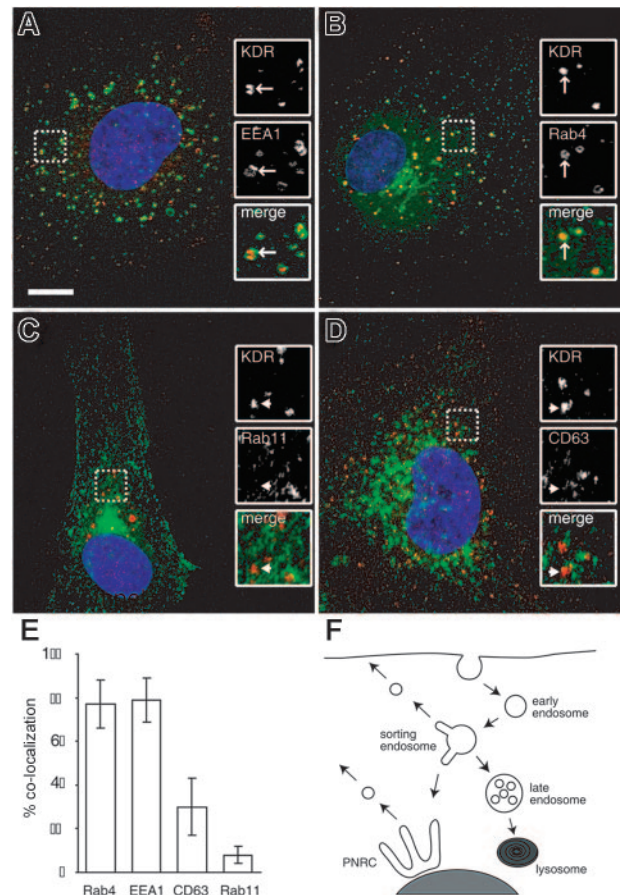 A
KDR
EEA1
merge
B
KDR
Rab4
merge
C
KDR
Rab11
merge
D
KDR
CD63
merge
E
% co-localization
Rab4 EEA1 CD63 Rab11
F
early
endosome
sorting
endosome
late
endosome
PNRC
lysosome